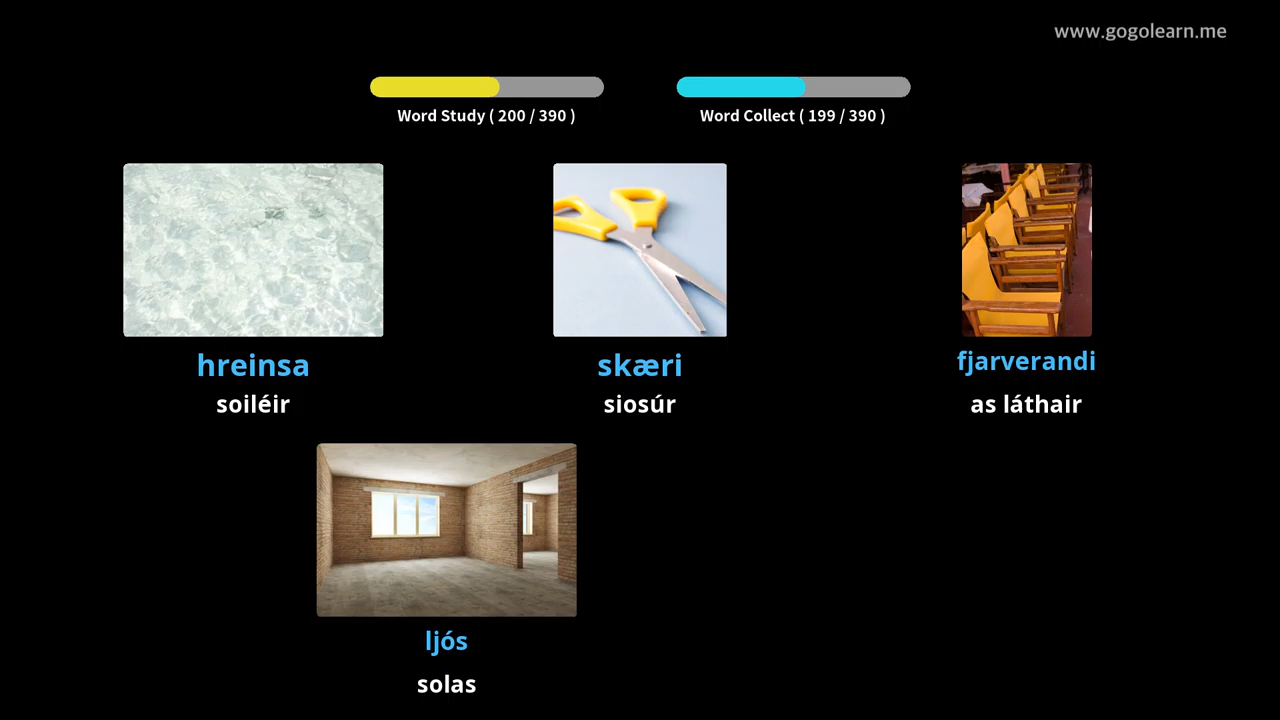 www.gogolearn.me
Word Study ( 200 / 390 )
Word Collect ( 199 / 390 )
hreinsa
soiléir
skæri
siosúr
fjarverandi
as láthair
ljós
solas